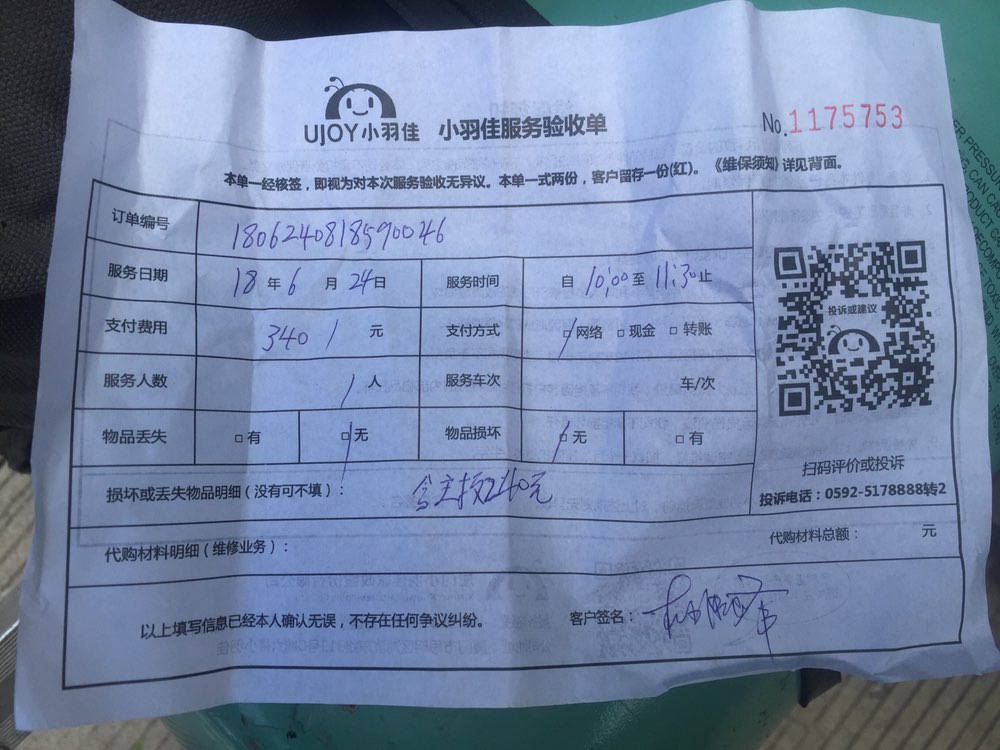 UJOY小羽佳 小羽佳服务验收单
No.1175753
本单一经核签，即视为对本次服务验收无异议。本单一式两份，客户留存一份(红)。《维保须知》详见背面。
订单编号 1806240818590046
服务日期 18年6月24日 服务时间 自10:00至11:30止
支付费用 340元 支付方式 □网络 □现金 □转账
服务人数 1人 服务车次 车/次
物品丢失 □有 □无 物品损坏 □无 □有
投诉或建议
扫码评价或投诉
投诉电话：0592-5178888转2
损坏或丢失物品明细（没有可不填）： 240元
代购材料明细（维修业务）： 代购材料总额： 元
以上填写信息已经本人确认无误，不存在任何争议纠纷。 客户签名：